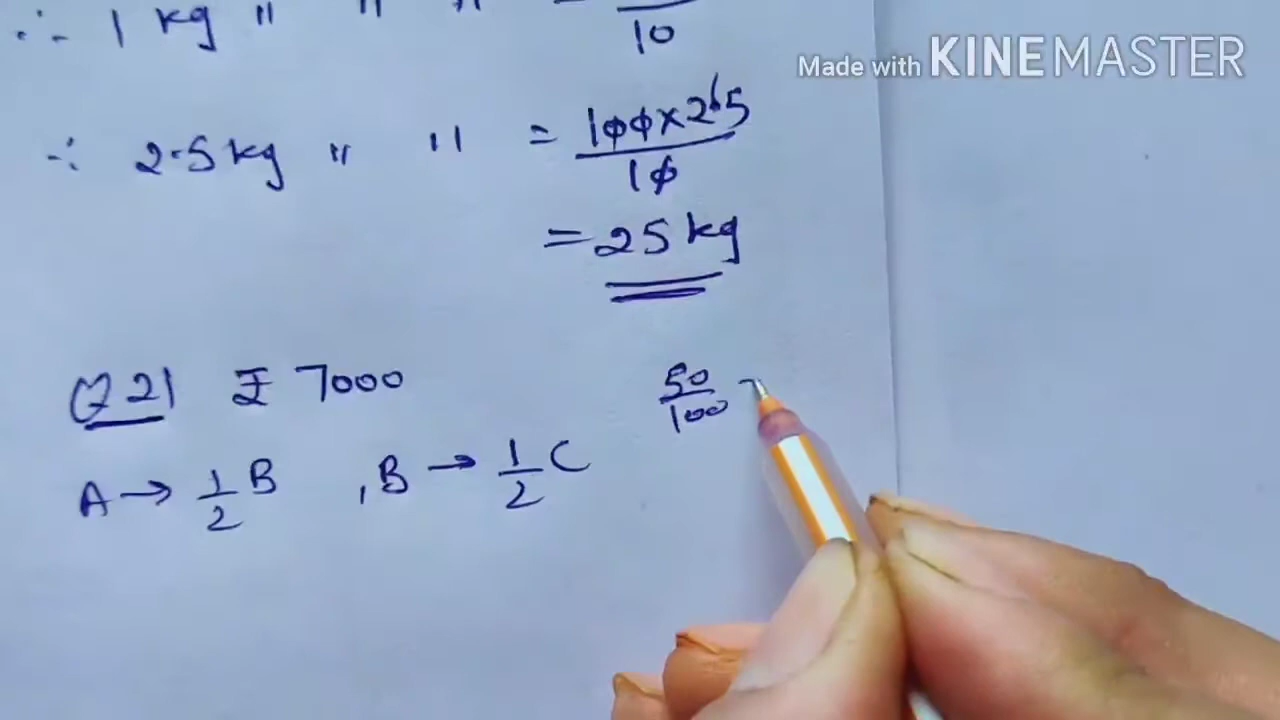 ∴ 1 kg " " " =
10
Made with KINEMASTER
∴ 2.5 kg " " = 100 x 2.5
10
= 25 kg
Q 21 ₹ 7000
50
100
A → 1/2 B , B → 1/2 C